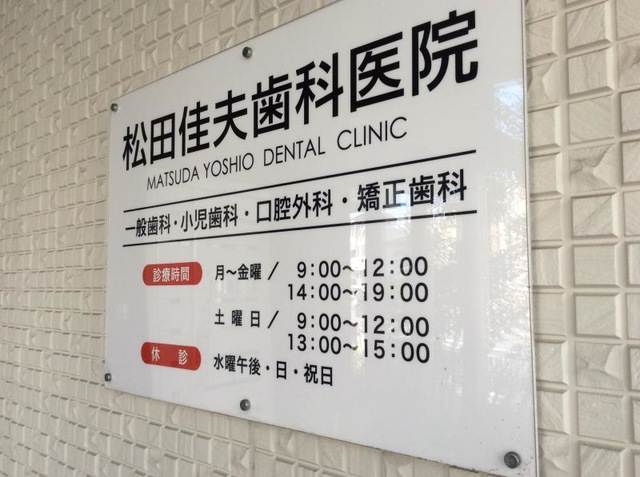 松田佳夫歯科医院
MATSUDA YOSHIO DENTAL CLINIC
一般歯科・小児歯科・口腔外科・矯正歯科
診療時間 月～金曜/ 9:00～12:00
14:00～19:00
土曜日/ 9:00～12:00
13:00～15:00
休診 水曜午後・日・祝日